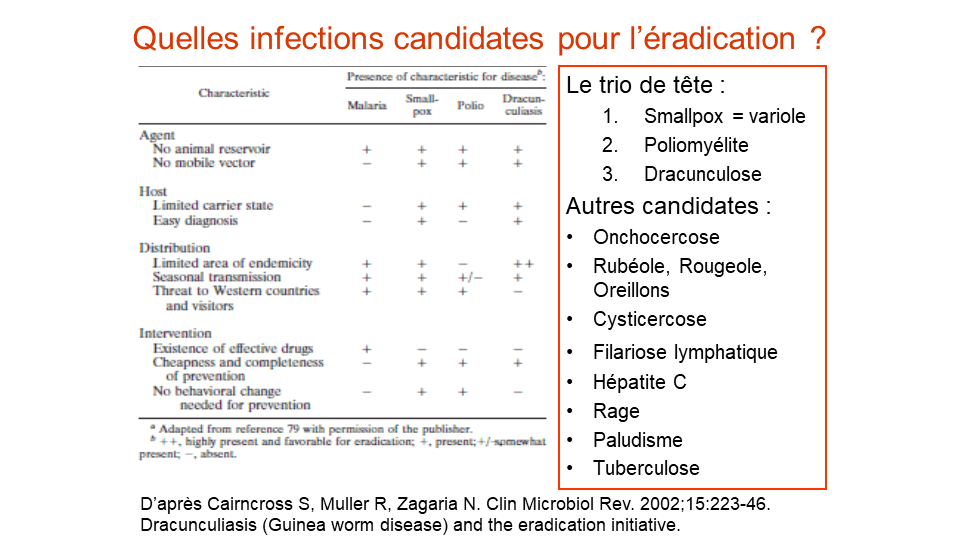 Quelles infections candidates pour l’éradication ?
Presence of characteristic for disease^b:
Characteristic Malaria Small-pox Polio Dracun-culiasis
Agent
No animal reservoir + + + +
No mobile vector − + + +
Host
Limited carrier state − + + +
Easy diagnosis − + − +
Distribution
Limited area of endemicity + + − ++
Seasonal transmission + + +/− +
Threat to Western countries + + + −
and visitors
Intervention
Existence of effective drugs + − − −
Cheapness and completeness − + + +
of prevention
No behavioral change − + + −
needed for prevention
a Adapted from reference 79 with permission of the publisher.
b ++, highly present and favorable for eradication; +, present; +/-somewhat
present; −, absent.
Le trio de tête :
1. Smallpox = variole
2. Poliomyélite
3. Dracunculose
Autres candidates :
• Onchocercose
• Rubéole, Rougeole,
Oreillons
• Cysticercose
• Filariose lymphatique
• Hépatite C
• Rage
• Paludisme
• Tuberculose
D’après Cairncross S, Muller R, Zagaria N. Clin Microbiol Rev. 2002;15:223-46.
Dracunculiasis (Guinea worm disease) and the eradication initiative.